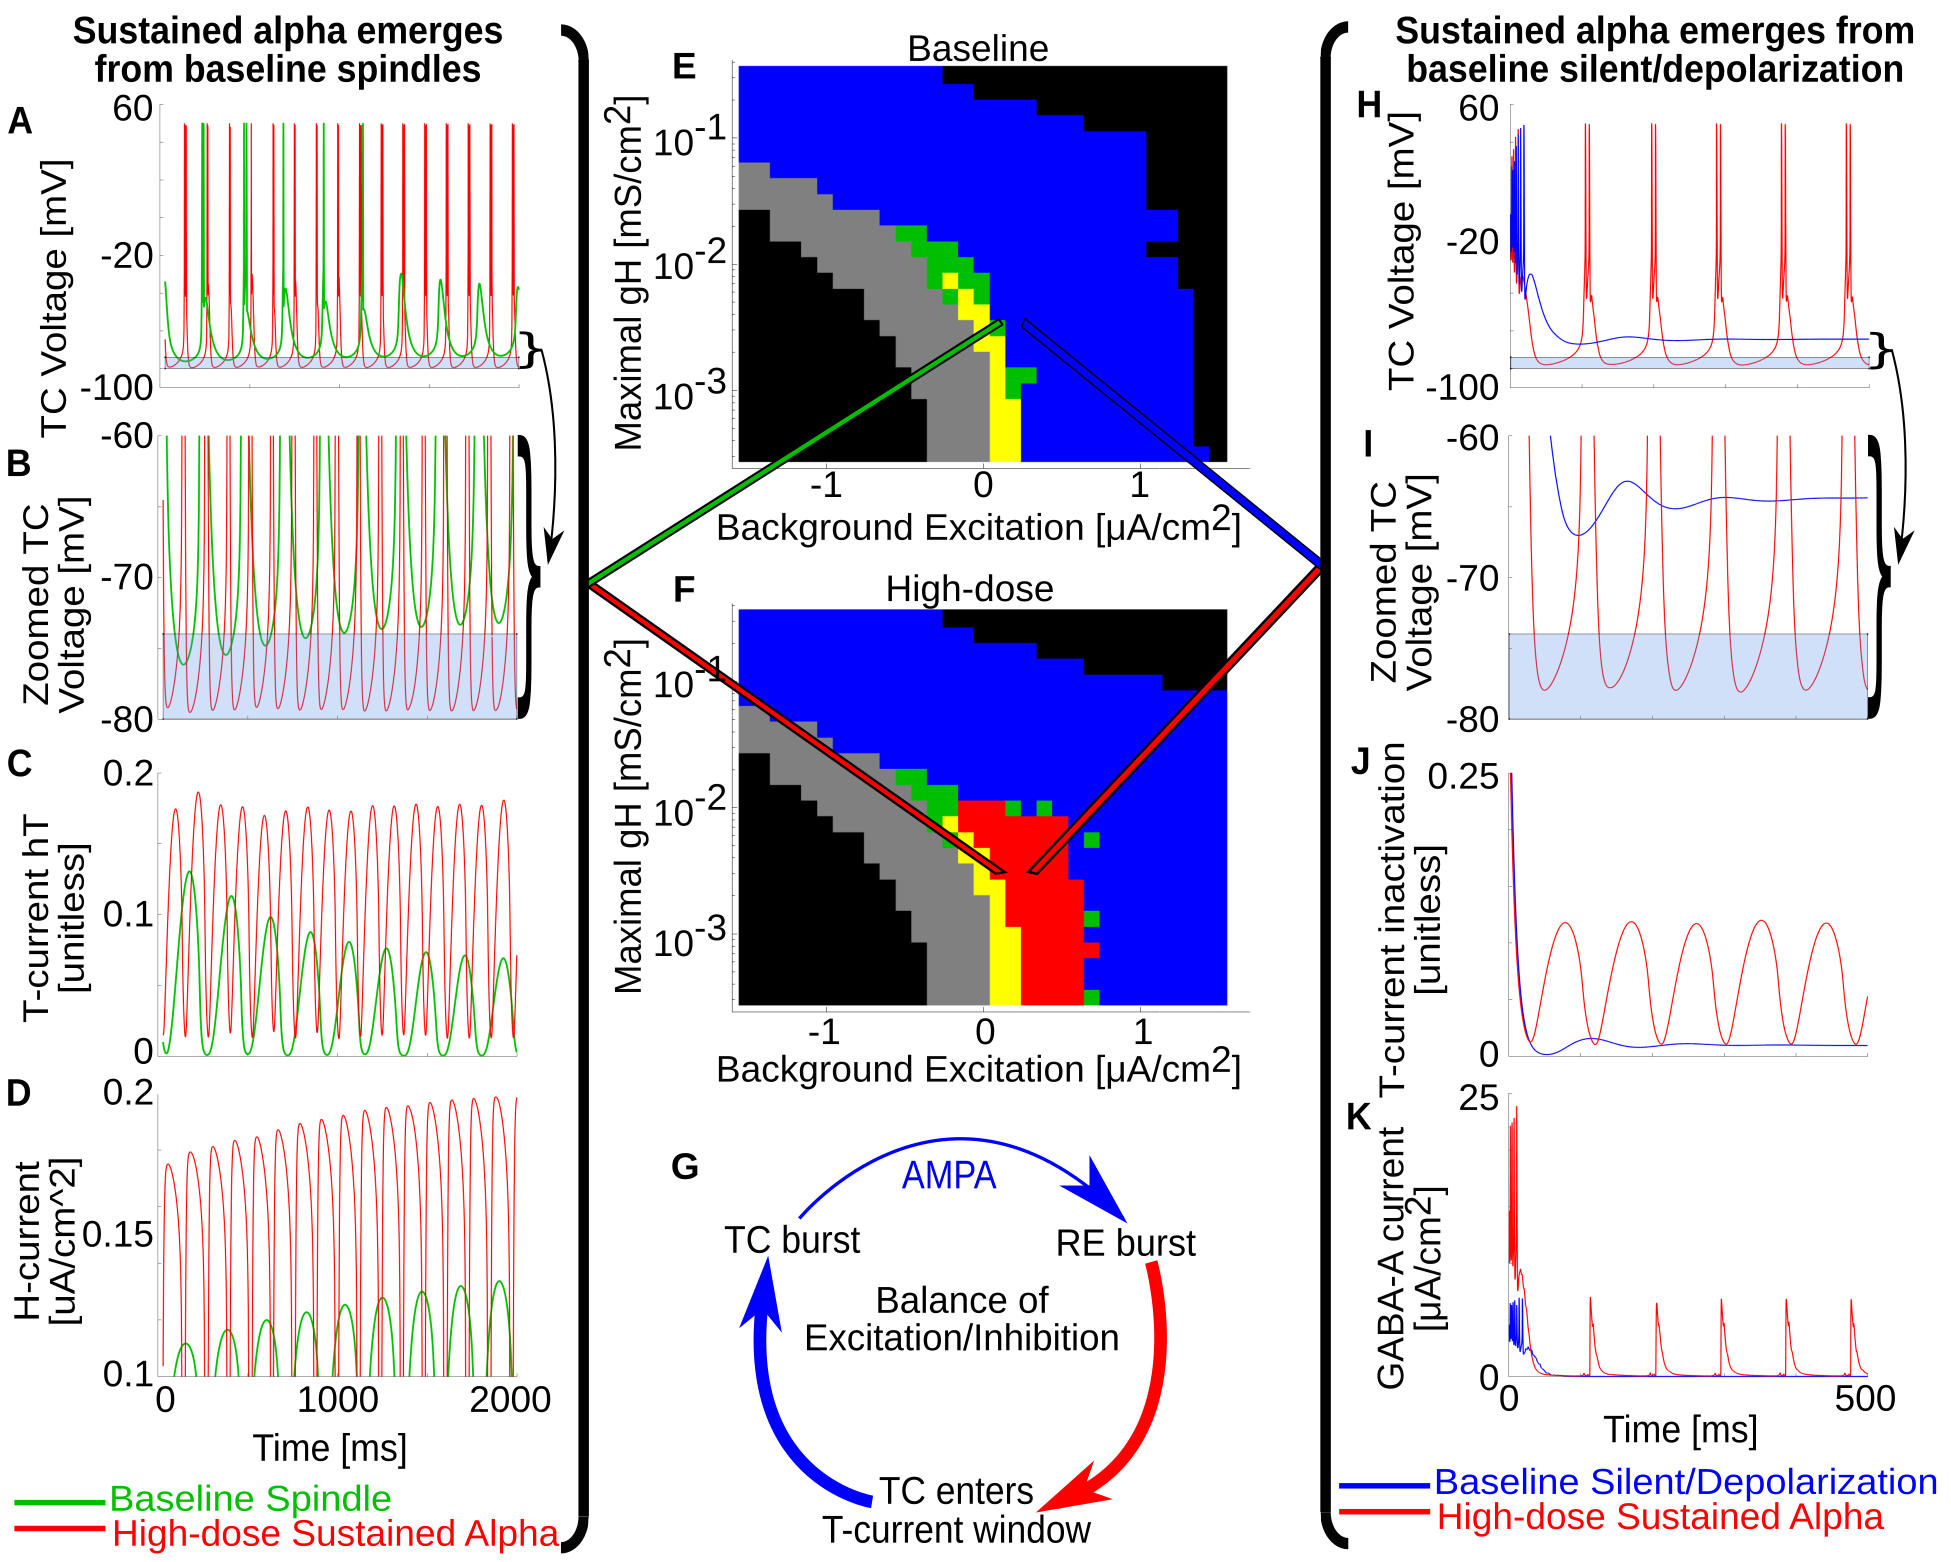 Sustained alpha emerges
from baseline spindles
A
60
-20
-100
TC Voltage [mV]
B
-60
-70
-80
Zoomed TC
Voltage [mV]
C
0.2
0.1
0
T-current hT
[unitless]
D
0.2
0.15
0.1
H-current
[uA/cm^2]
0
1000
2000
Time [ms]
Baseline Spindle
High-dose Sustained Alpha
E
Baseline
10-1
10-2
10-3
Maximal gH [mS/cm2]
-1
0
1
Background Excitation [μA/cm2]
F
High-dose
10-1
10-2
10-3
Maximal gH [mS/cm2]
-1
0
1
Background Excitation [μA/cm2]
G
AMPA
TC burst
RE burst
Balance of
Excitation/Inhibition
TC enters
T-current window
Sustained alpha emerges from
baseline silent/depolarization
H
60
-20
-100
TC Voltage [mV]
I
-60
-70
-80
Zoomed TC
Voltage [mV]
J
0.25
0
T-current inactivation
[unitless]
K
25
0
GABA-A current
[μA/cm2]
0
500
Time [ms]
Baseline Silent/Depolarization
High-dose Sustained Alpha